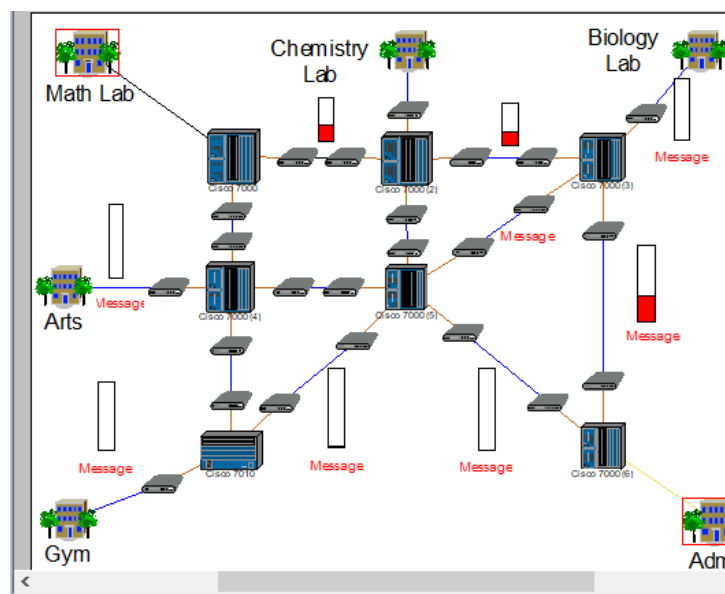 Chemistry
Lab
Biology
Lab
Math Lab
Message
Cisco 7000
Cisco 7000 (2)
Cisco 7000 (3)
Message
Message
Arts
Cisco 7000 (4)
Cisco 7000 (5)
Message
Message
Message
Message
Cisco 7010
Cisco 7000 (6)
Gym
Adm